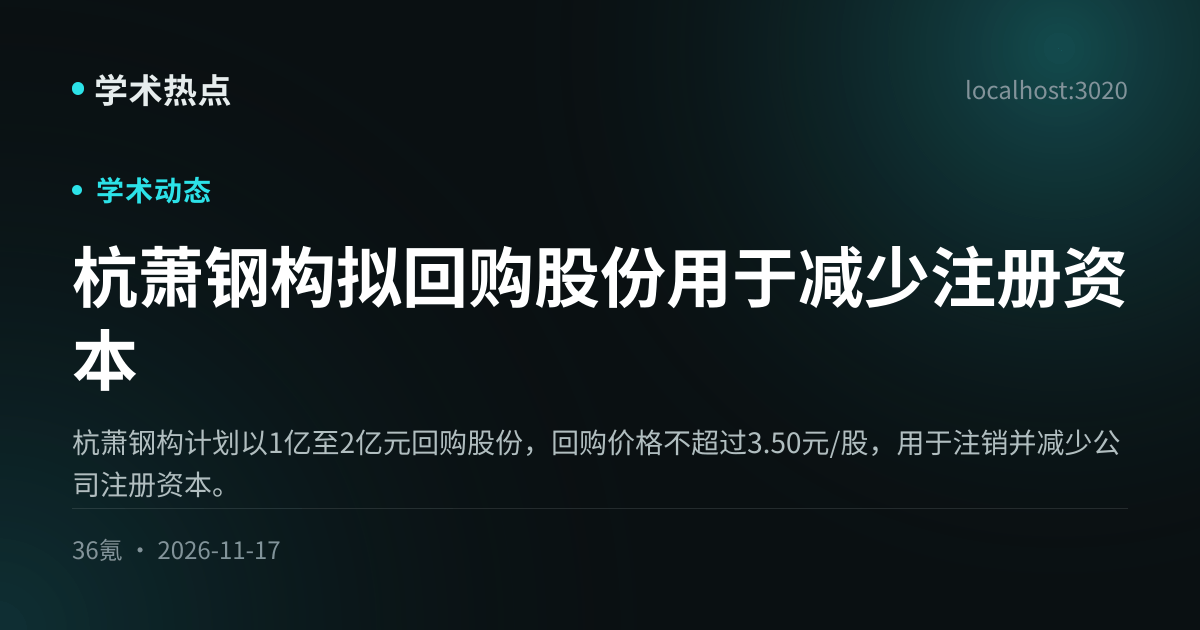 学术热点
localhost:3020
学术动态
杭萧钢构拟回购股份用于减少注册资
本
杭萧钢构计划以1亿至2亿元回购股份，回购价格不超过3.50元/股，用于注销并减少公
司注册资本。
36氪 · 2026-11-17